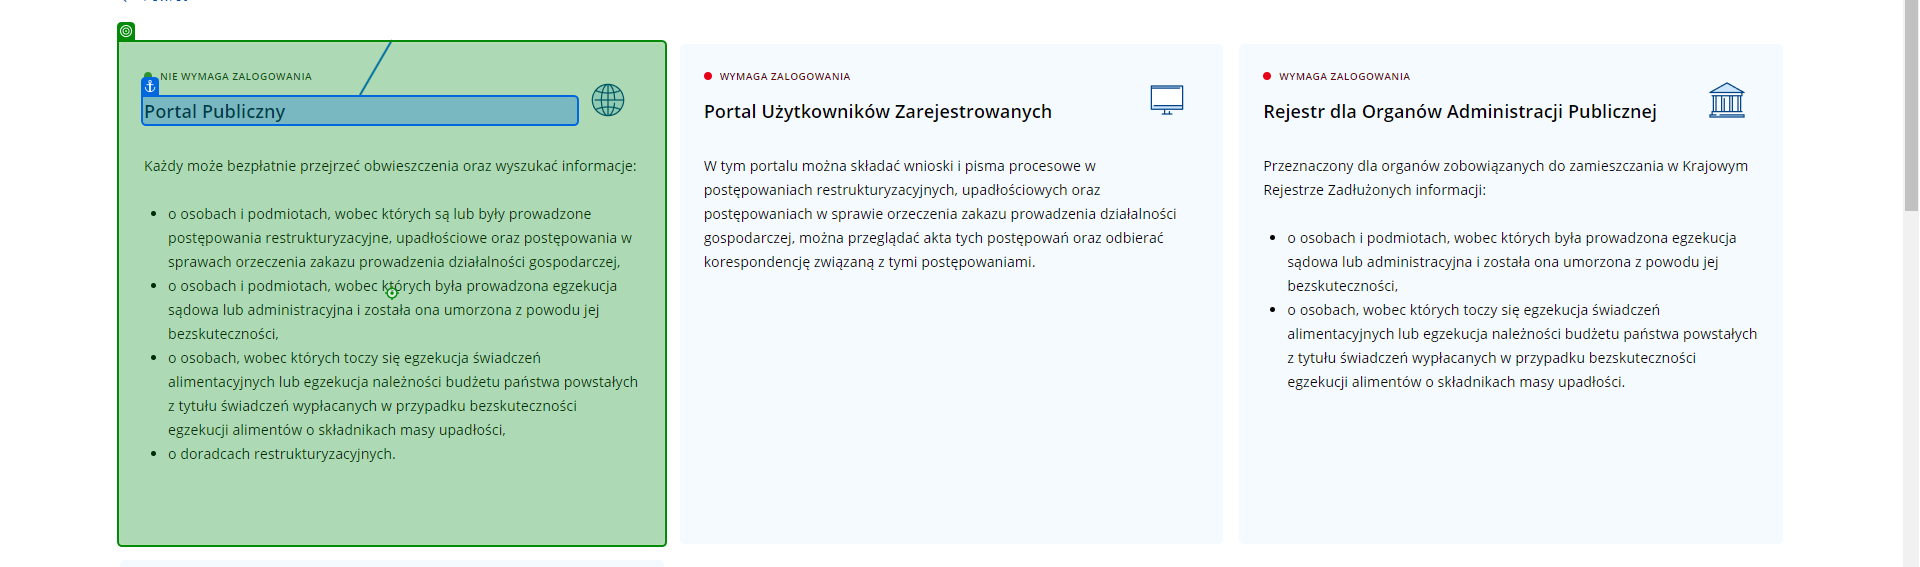 NIE WYMAGA ZALOGOWANIA
Portal Publiczny
Każdy może bezpłatnie przejrzeć obwieszczenia oraz wyszukać informacje:
o osobach i podmiotach, wobec których są lub były prowadzone
postępowania restrukturyzacyjne, upadłościowe oraz postępowania w
sprawach orzeczenia zakazu prowadzenia działalności gospodarczej,
o osobach i podmiotach, wobec których była prowadzona egzekucja
sądowa lub administracyjna i została ona umorzona z powodu jej
bezskuteczności,
o osobach, wobec których toczy się egzekucja świadczeń
alimentacyjnych lub egzekucja należności budżetu państwa powstałych
z tytułu świadczeń wypłacanych w przypadku bezskuteczności
egzekucji alimentów o składnikach masy upadłości,
o doradcach restrukturyzacyjnych.
WYMAGA ZALOGOWANIA
Portal Użytkowników Zarejestrowanych
W tym portalu można składać wnioski i pisma procesowe w
postępowaniach restrukturyzacyjnych, upadłościowych oraz
postępowaniach w sprawie orzeczenia zakazu prowadzenia działalności
gospodarczej, można przeglądać akta tych postępowań oraz odbierać
korespondencję związaną z tymi postępowaniami.
WYMAGA ZALOGOWANIA
Rejestr dla Organów Administracji Publicznej
Przeznaczony dla organów zobowiązanych do zamieszczania w Krajowym
Rejestrze Zadłużonych informacji:
o osobach i podmiotach, wobec których była prowadzona egzekucja
sądowa lub administracyjna i została ona umorzona z powodu jej
bezskuteczności,
o osobach, wobec których toczy się egzekucja świadczeń
alimentacyjnych lub egzekucja należności budżetu państwa powstałych
z tytułu świadczeń wypłacanych w przypadku bezskuteczności
egzekucji alimentów o składnikach masy upadłości.